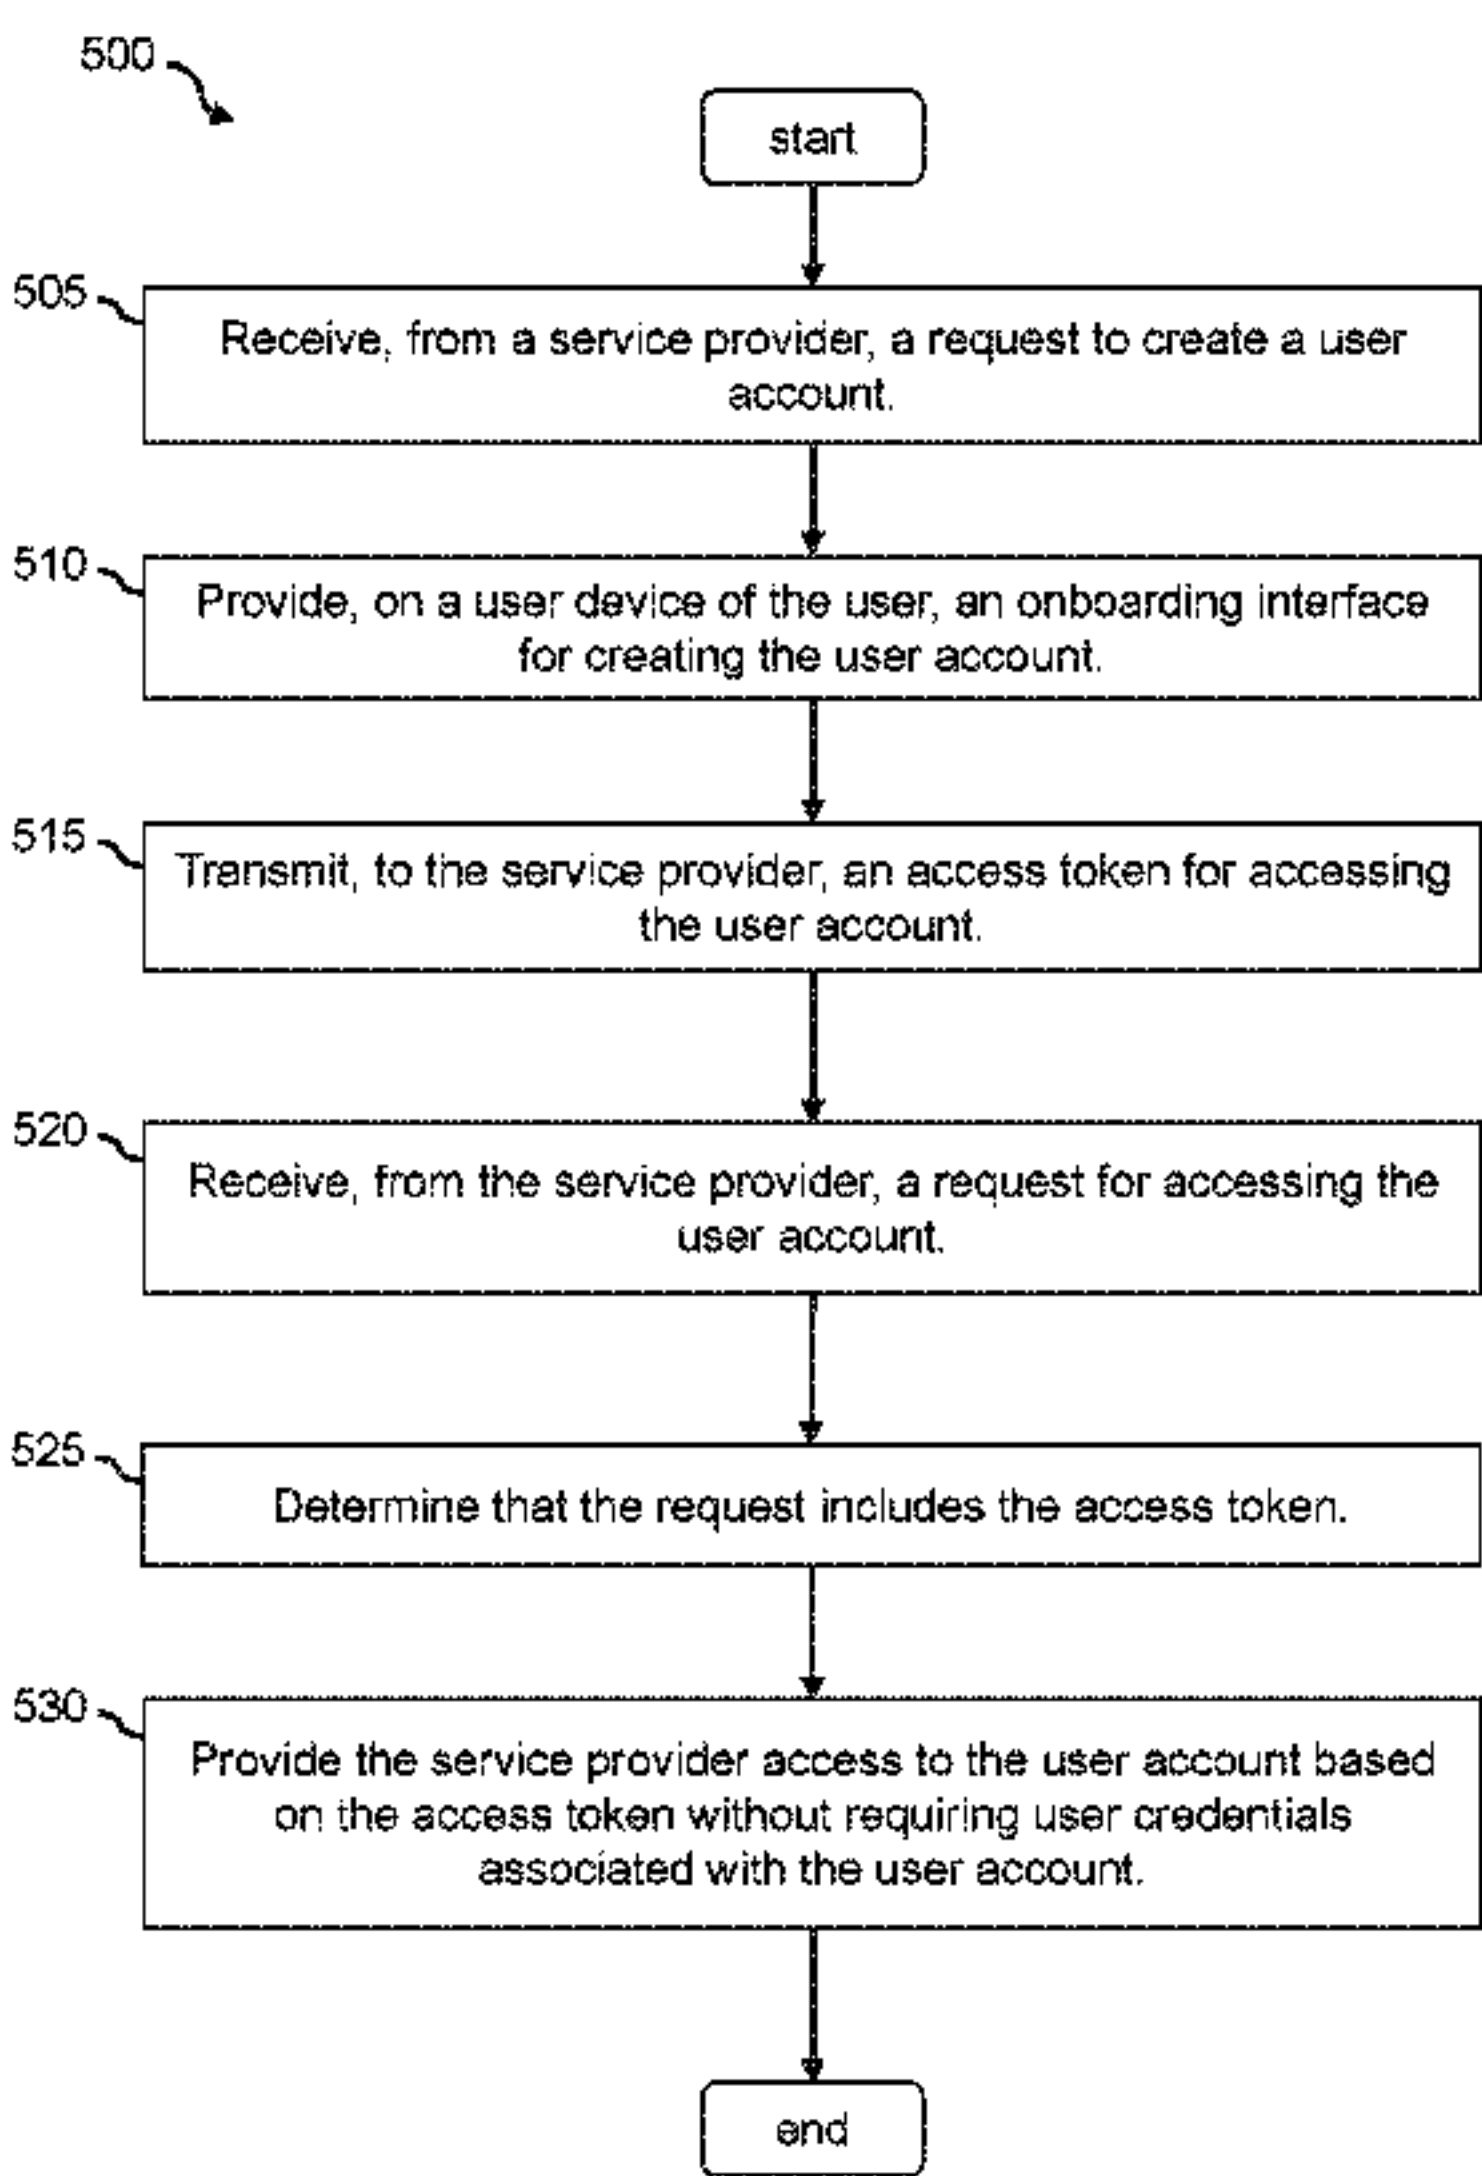 500
start
505
Receive, from a service provider, a request to create a user
account.
510
Provide, on a user device of the user, an onboarding interface
for creating the user account.
515
Transmit, to the service provider, an access token for accessing
the user account.
520
Receive, from the service provider, a request for accessing the
user account.
525
Determine that the request includes the access token.
530
Provide the service provider access to the user account based
on the access token without requiring user credentials
associated with the user account.
end